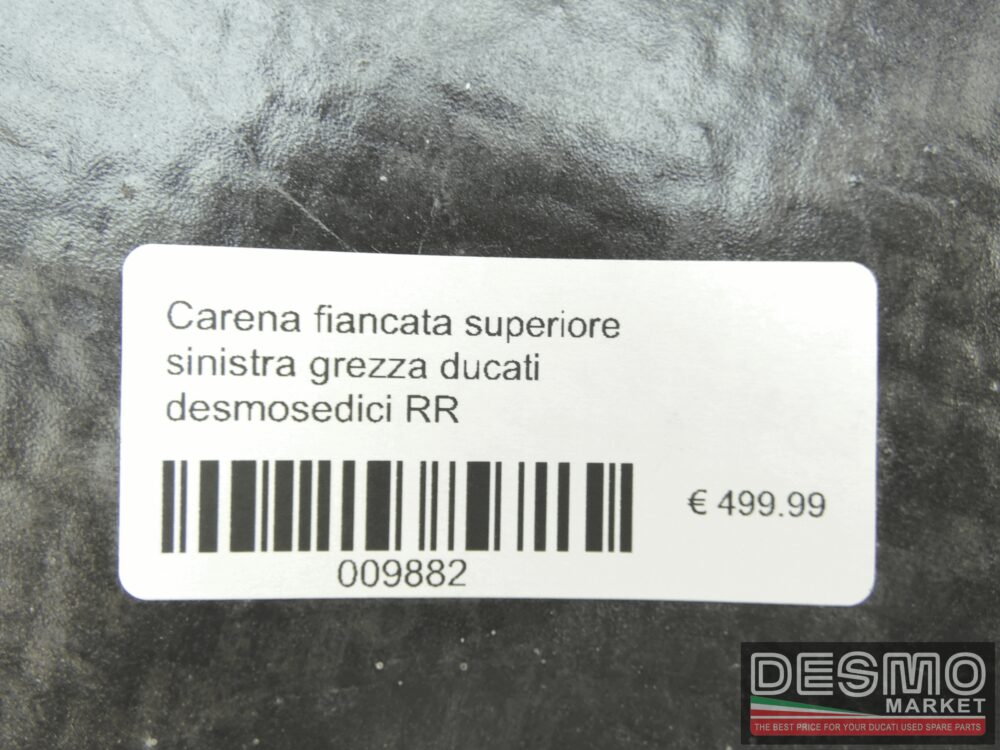 Carena fiancata superiore
sinistra grezza ducati
desmosedici RR
€ 499.99
009882
DESMO
MARKET
THE BEST PRICE FOR YOUR DUCATI USED SPARE PARTS